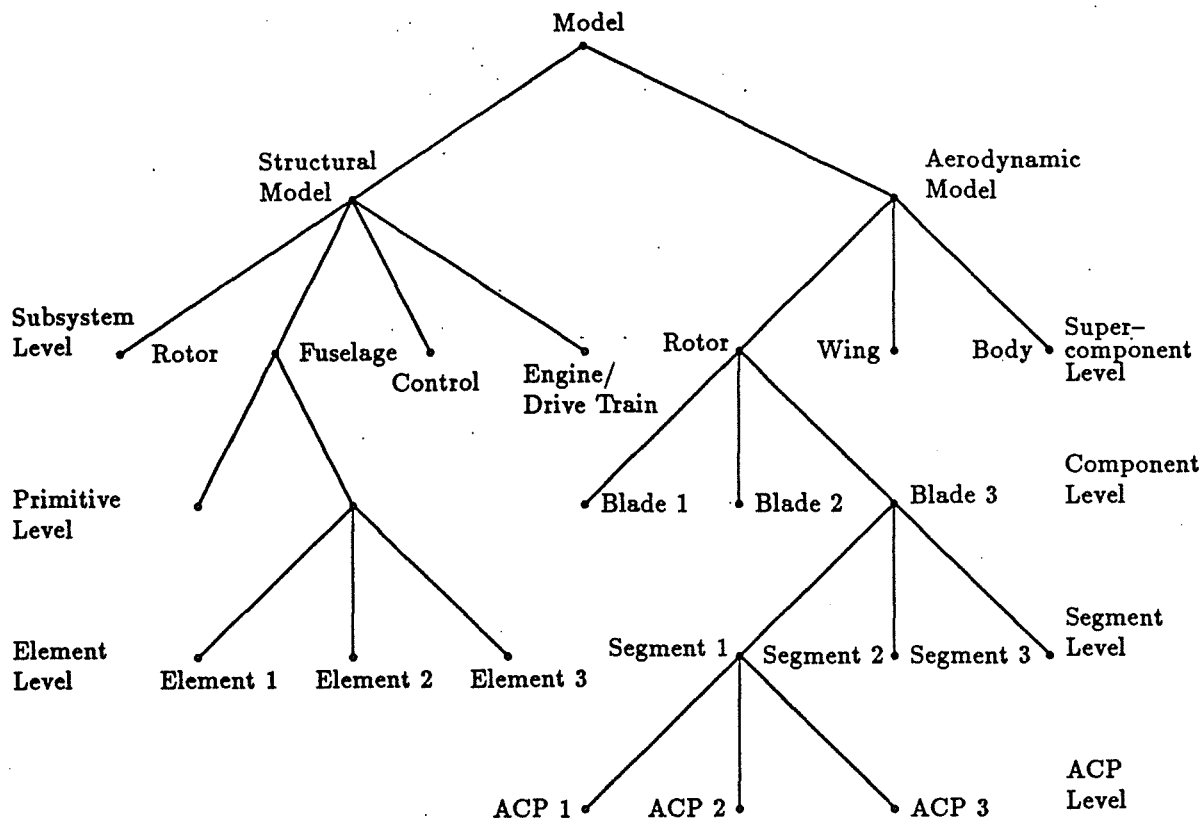 Model
Structural
Model
Aerodynamic
Model
Subsystem
Level
Rotor
Fuselage
Control
Engine/
Drive Train
Rotor
Wing
Body
Super-
component
Level
Primitive
Level
Blade 1
Blade 2
Blade 3
Component
Level
Element
Level
Element 1
Element 2
Element 3
Segment 1
Segment 2
Segment 3
Segment
Level
ACP 1
ACP 2
ACP 3
ACP
Level